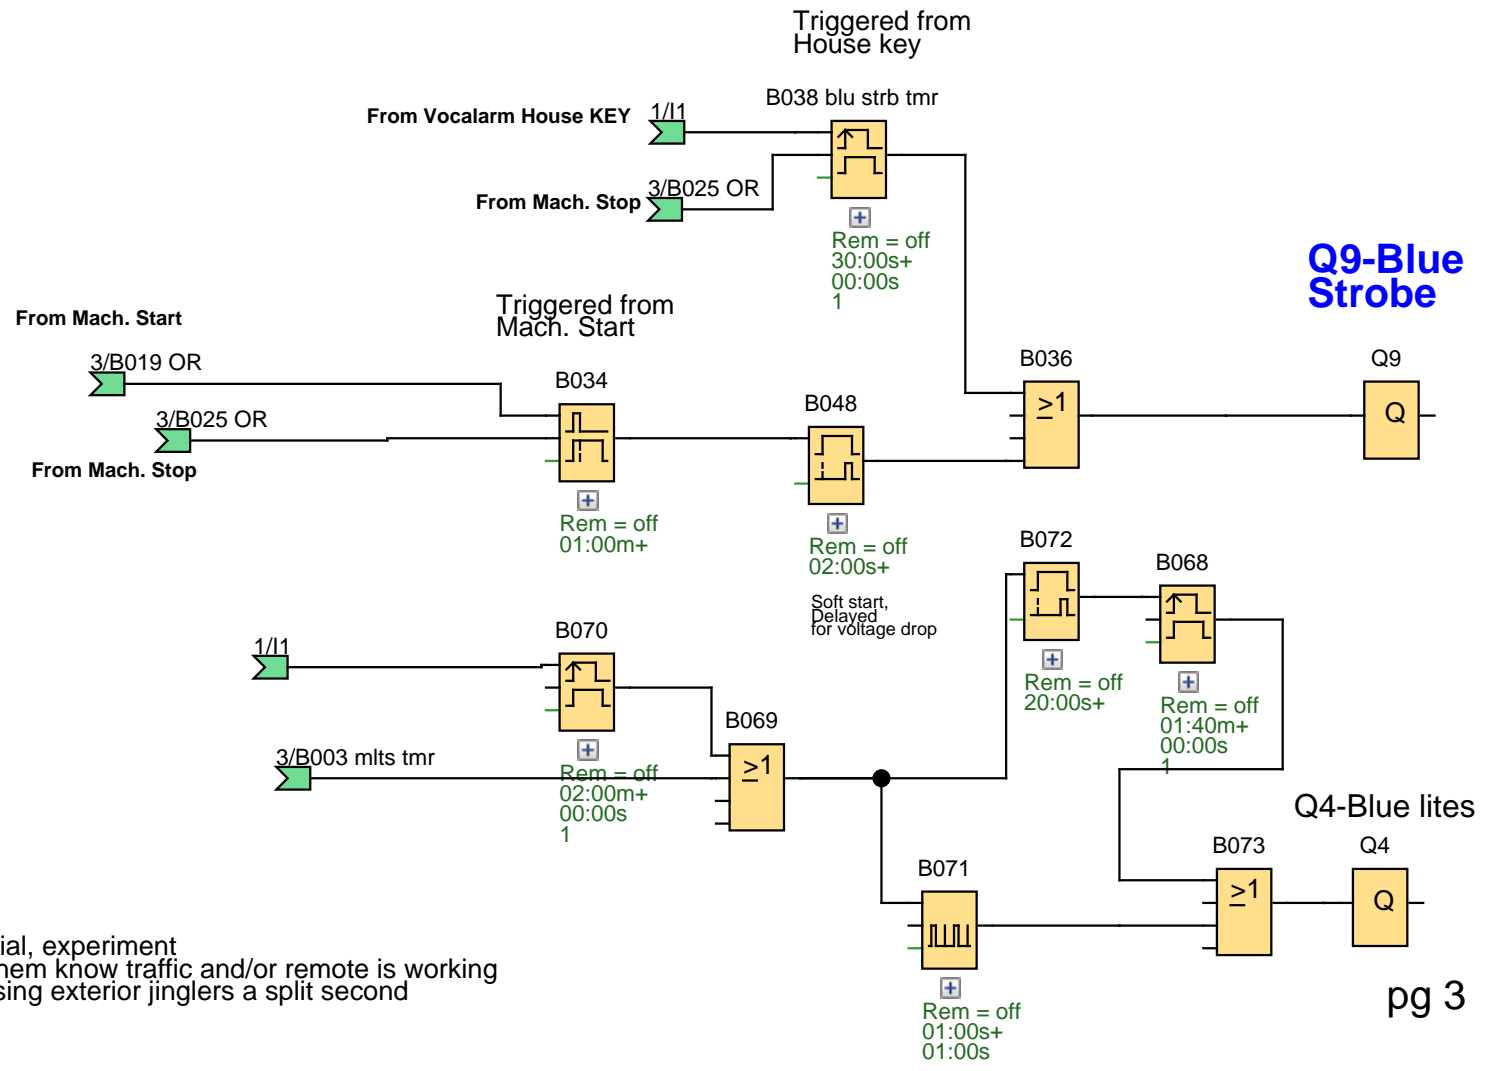 Triggered from
House key
B038 blu strb tmr
From Vocalarm House KEY
1/I1
3/B025 OR
From Mach. Stop
Rem = off
30:00s+
00:00s
1
Q9-Blue
Strobe
Triggered from
Mach. Start
From Mach. Start
3/B019 OR
B034
3/B025 OR
From Mach. Stop
Rem = off
01:00m+
B048
Rem = off
02:00s+
Soft start,
Delayed
for voltage drop
B036
≥1
Q9
Q
B072
Rem = off
20:00s+
B068
Rem = off
01:40m+
00:00s
1
1/I1
B070
3/B003 mlts tmr
Rem = off
02:00m+
00:00s
1
B069
≥1
Q4-Blue lites
B071
Rem = off
01:00s+
01:00s
B073
≥1
Q4
Q
ial, experiment
nem know traffic and/or remote is working
sing exterior jinglers a split second
pg 3